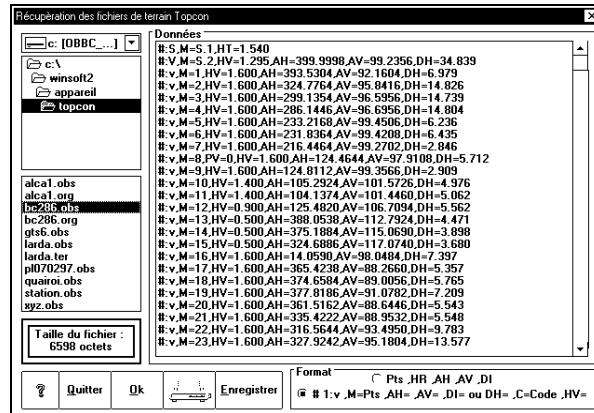 Récupèration des fichiers de terrain Topcon
c: [OBBC_...]
c:\
winsoft2
appareil
topcon
alca1.obs
alca1.org
bc286.obs
bc286.org
gts6.obs
larda.obs
larda.ter
pl070297.obs
quairoi.obs
station.obs
xyz.obs
Taille du fichier :
6598 octets
Données
#:S,M=S.1,HT=1.540
#:V,M=S.2,HV=1.295,AH=399.9998,AV=99.2356,DH=34.839
#:v,M=1,HV=1.600,AH=393.5304,AV=92.1604,DH=6.979
#:v,M=2,HV=1.600,AH=324.7764,AV=95.8416,DH=14.826
#:v,M=3,HV=1.600,AH=299.1354,AV=96.5956,DH=14.739
#:v,M=4,HV=1.600,AH=286.1446,AV=96.6956,DH=14.804
#:v,M=5,HV=1.600,AH=233.2168,AV=99.4506,DH=6.236
#:v,M=6,HV=1.600,AH=231.8364,AV=99.4208,DH=6.435
#:v,M=7,HV=1.600,AH=216.4464,AV=99.2702,DH=2.846
#:v,M=8,PV=0,HV=1.600,AH=124.4644,AV=97.9108,DH=5.712
#:v,M=9,HV=1.600,AH=124.8112,AV=99.3566,DH=2.909
#:v,M=10,HV=1.400,AH=105.2924,AV=101.5726,DH=4.976
#:v,M=11,HV=1.400,AH=104.1374,AV=101.4460,DH=5.062
#:v,M=12,HV=0.900,AH=125.4820,AV=106.7094,DH=5.562
#:v,M=13,HV=0.500,AH=388.0538,AV=112.7924,DH=4.471
#:v,M=14,HV=0.500,AH=375.1884,AV=115.0690,DH=3.898
#:v,M=15,HV=0.500,AH=324.6886,AV=117.0740,DH=3.680
#:v,M=16,HV=1.600,AH=14.0590,AV=98.0484,DH=7.397
#:v,M=17,HV=1.600,AH=365.4238,AV=88.2660,DH=5.357
#:v,M=18,HV=1.600,AH=374.6584,AV=89.0056,DH=5.765
#:v,M=19,HV=1.600,AH=377.8186,AV=91.0782,DH=7.209
#:v,M=20,HV=1.600,AH=361.5162,AV=88.6446,DH=5.543
#:v,M=21,HV=1.600,AH=335.4222,AV=88.9532,DH=5.548
#:v,M=22,HV=1.600,AH=316.5644,AV=93.4950,DH=9.783
#:v,M=23,HV=1.600,AH=327.9242,AV=95.1804,DH=13.577
? Quitter Ok Enregistrer
Format
Pts ,HR ,AH ,AV ,DI
# 1:v ,M=Pts ,AH= ,AV= ,DI= ou DH= ,C=Code ,HV=